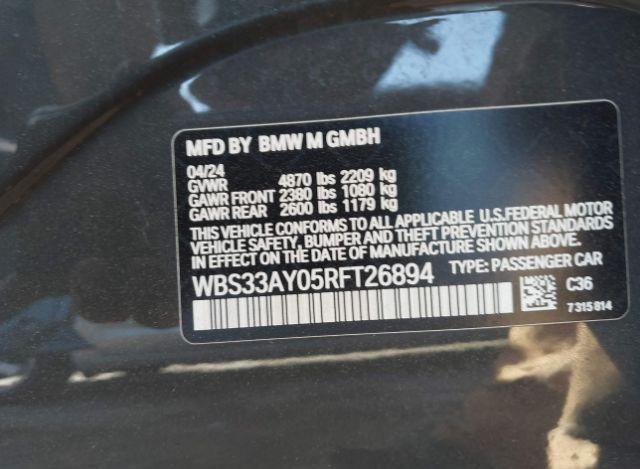 MFD BY BMW M GMBH
04/24
GVWR 4870 lbs 2209 kg
GAWR FRONT 2380 lbs 1080 kg
GAWR REAR 2600 lbs 1179 kg
THIS VEHICLE CONFORMS TO ALL APPLICABLE U.S.FEDERAL MOTOR
VEHICLE SAFETY, BUMPER AND THEFT PREVENTION STANDARDS
IN EFFECT ON THE DATE OF MANUFACTURE SHOWN ABOVE.
WBS33AY05RFT26894 TYPE: PASSENGER CAR
C36
7315814